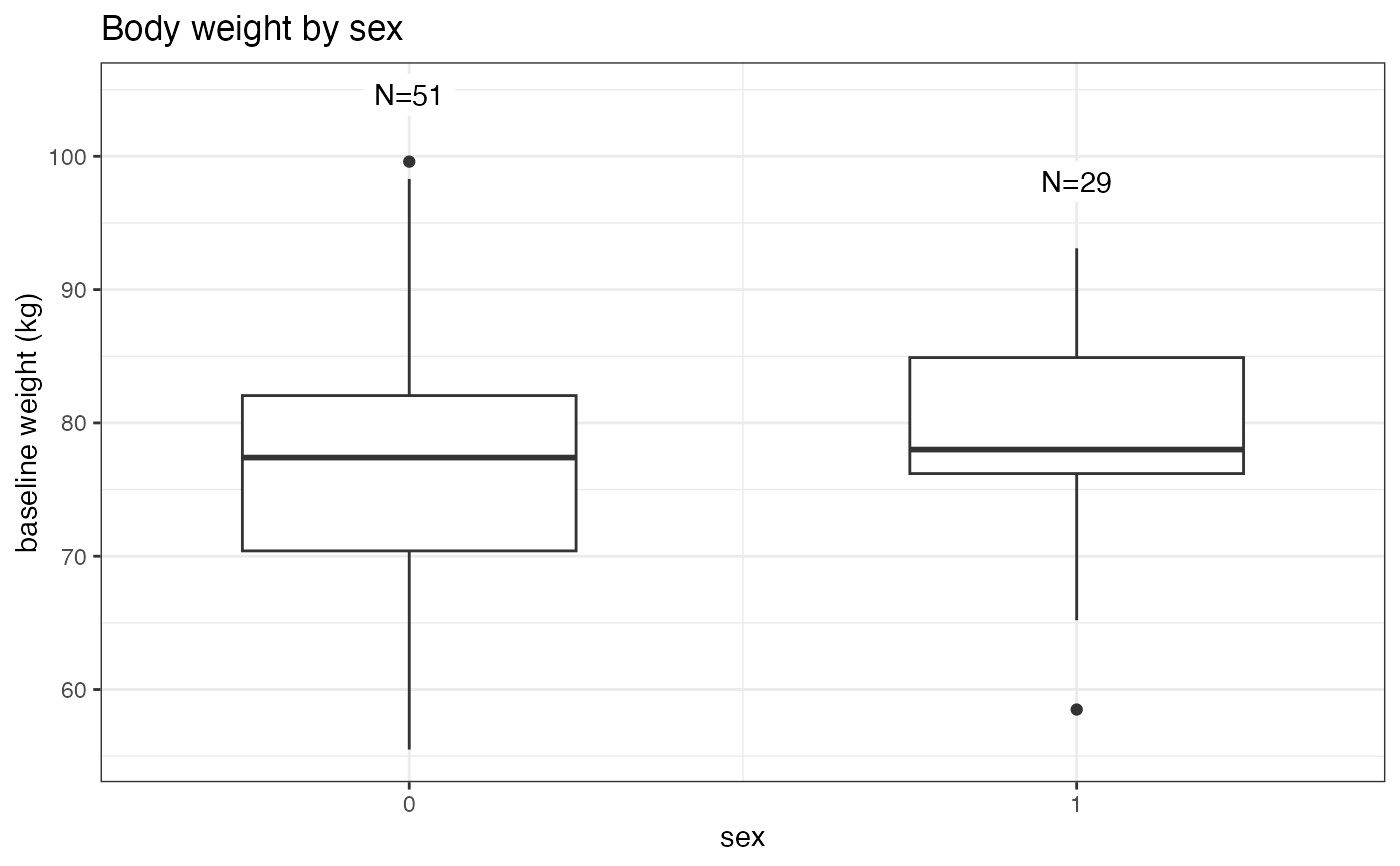 Body weight by sex
N=51
N=29
100
90
80
70
60
baseline weight (kg)
0
1
sex